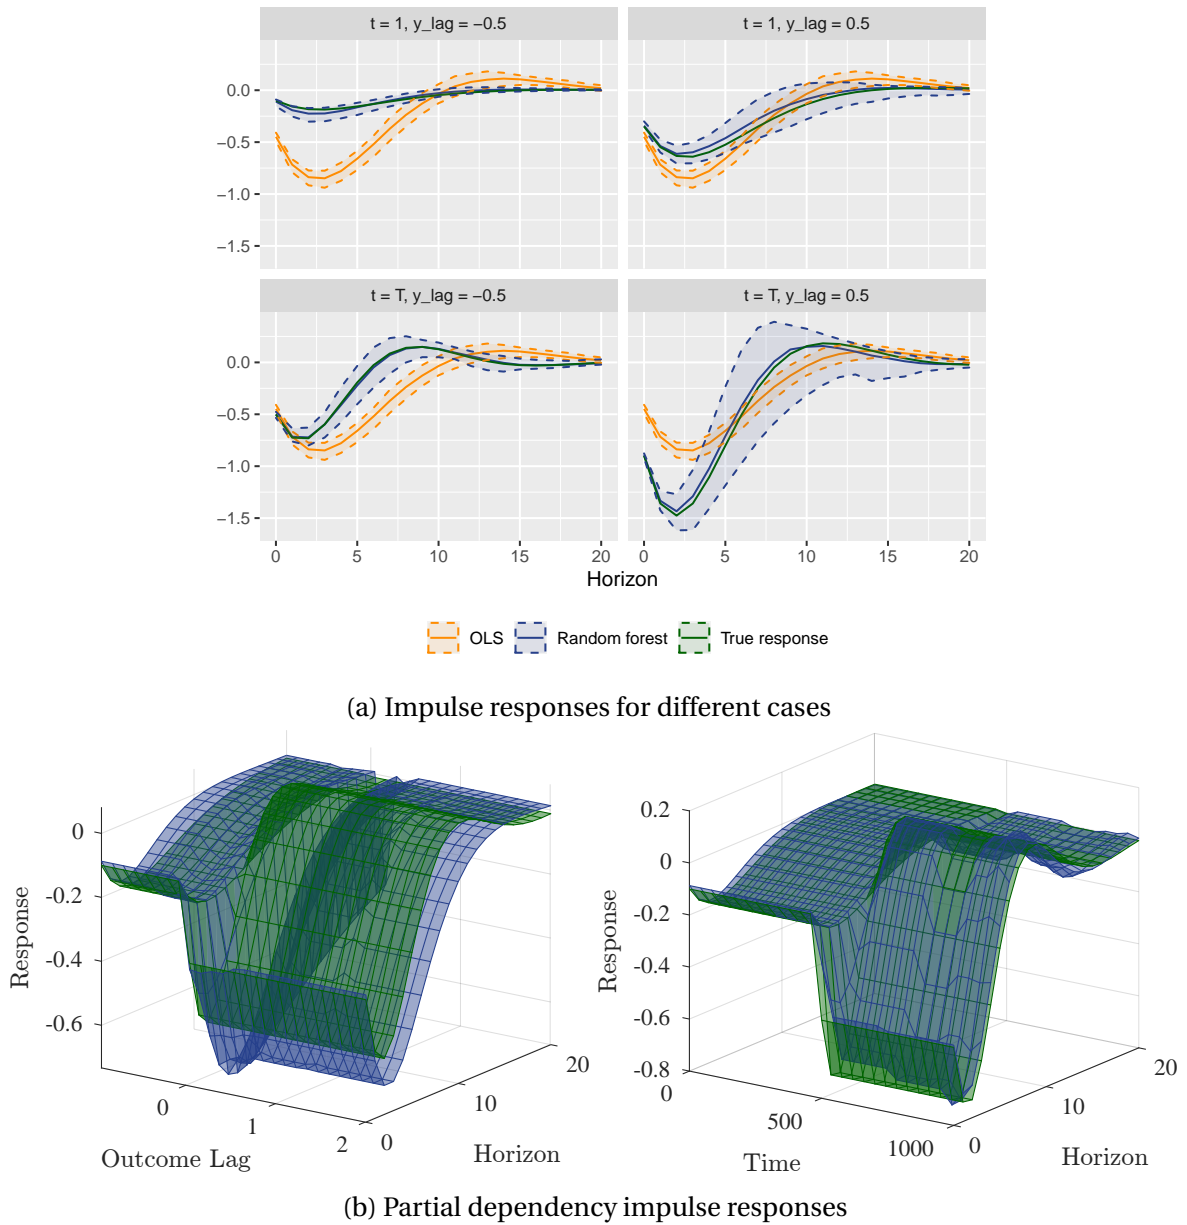 t = 1, y_lag = −0.5
t = 1, y_lag = 0.5
0.0
−0.5
−1.0
−1.5
t = T, y_lag = −0.5
t = T, y_lag = 0.5
0.0
−0.5
−1.0
−1.5
0 5 10 15 20 0 5 10 15 20
Horizon
OLS Random forest True response
(a) Impulse responses for different cases
0
-0.2
-0.4
-0.6
Response
0 1 2
Outcome Lag
0 10 20
Horizon
0.2
0
-0.2
-0.4
-0.6
-0.8
Response
0 500 1000
Time
0 10 20
Horizon
(b) Partial dependency impulse responses